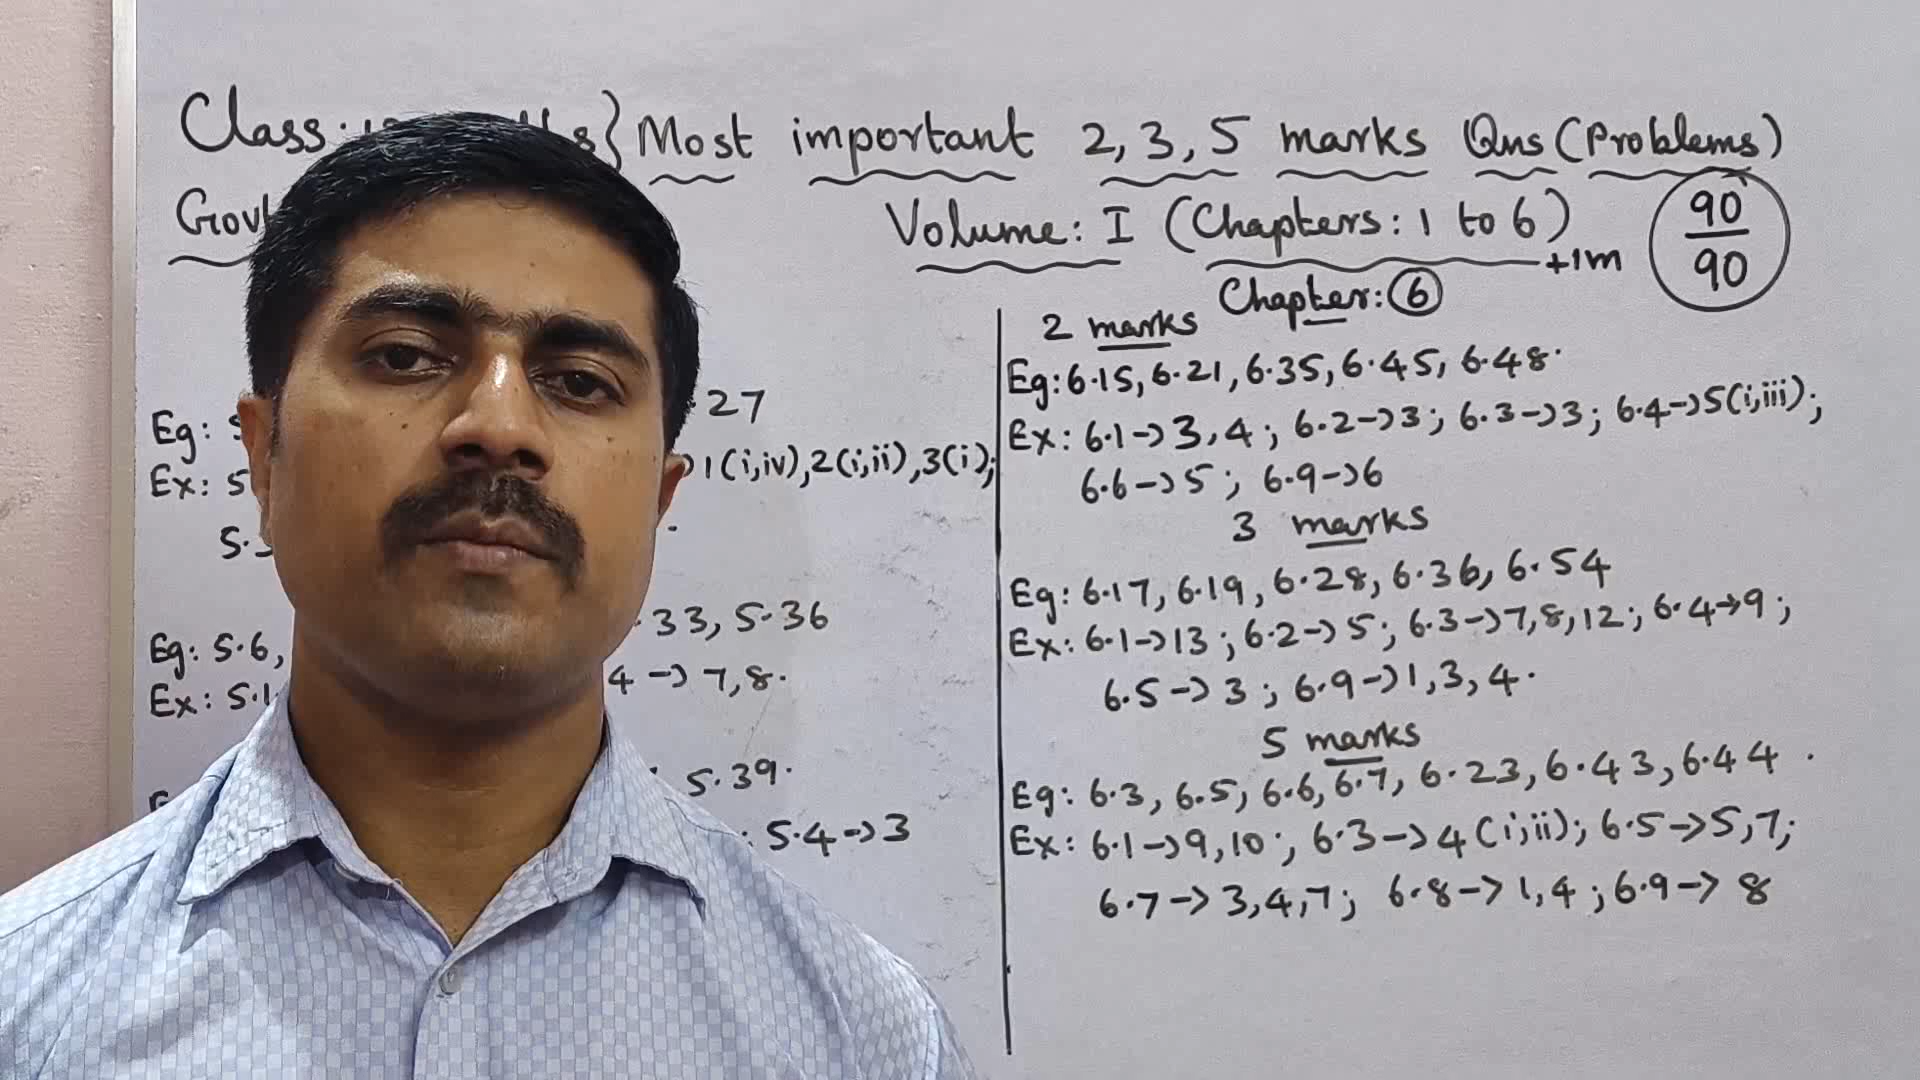 Class: } Most important 2, 3, 5 marks Qns (Problems)
Govt Volume: I (Chapters: 1 to 6)
+1m
90
90
Chapter: 6
.27
Eg: 5
Ex: 5 1(i,iv), 2(i,ii), 3(i);
5.
.33, 5.36
Eg: 5.6,
Ex: 5.1 4→7,8.
5.39.
5.4→3
2 marks
Eg: 6.15, 6.21, 6.35, 6.45, 6.48.
Ex: 6.1→3,4; 6.2→3; 6.3→3; 6.4→5(i,iii);
6.6→5; 6.9→6
3 marks
Eg: 6.17, 6.19, 6.28, 6.36, 6.54
Ex: 6.1→13; 6.2→5; 6.3→7,8,12; 6.4→9;
6.5→3; 6.9→1,3,4.
5 marks
Eg: 6.3, 6.5, 6.6, 6.7, 6.23, 6.43, 6.44.
Ex: 6.1→9,10; 6.3→4(i,ii); 6.5→5,7;
6.7→3,4,7; 6.8→1,4; 6.9→8